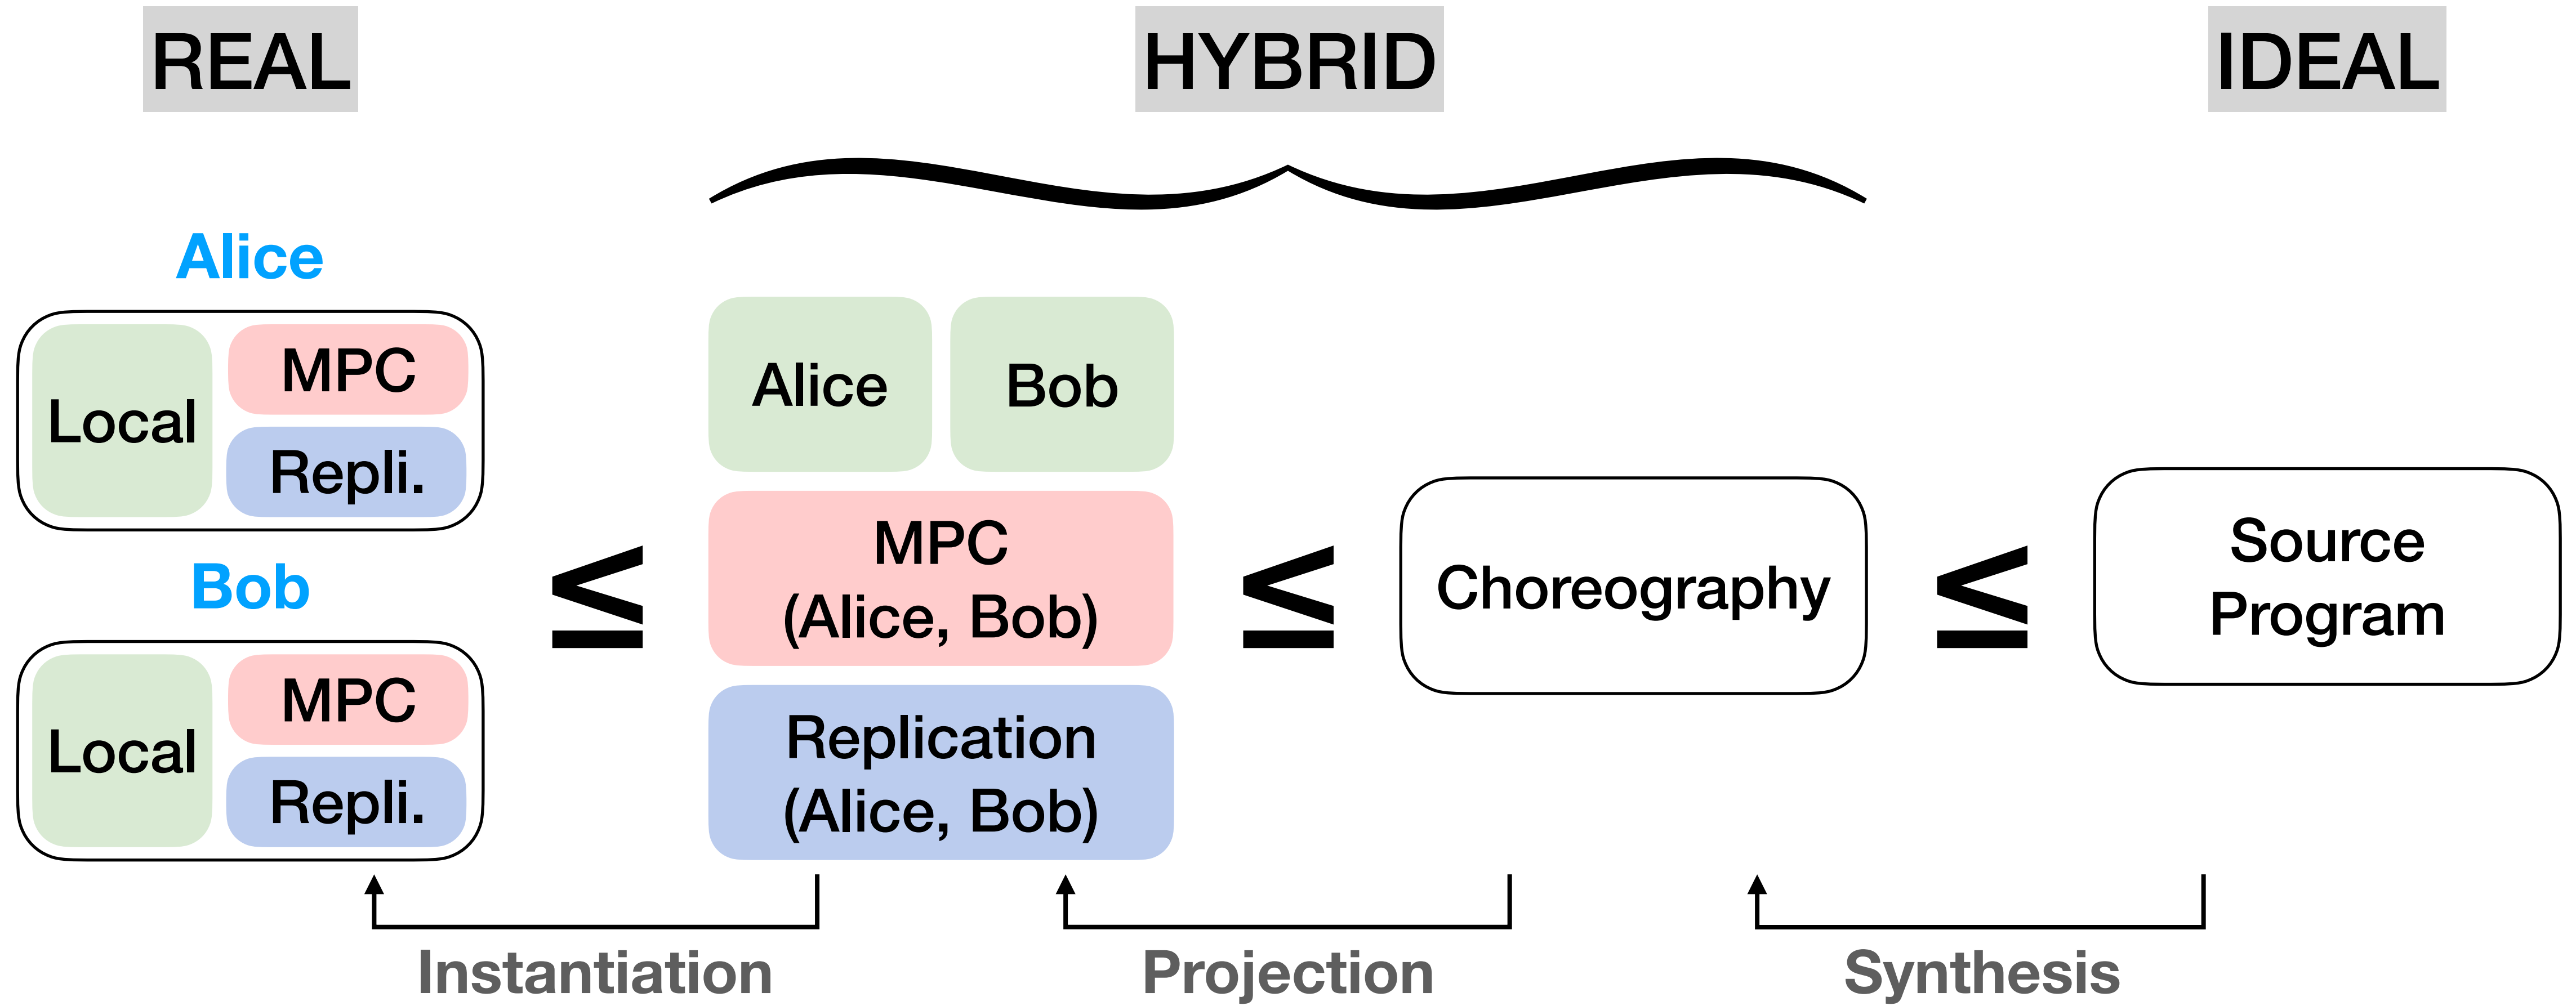 REAL
HYBRID
IDEAL
Alice
Local
MPC
Repli.
Bob
Local
MPC
Repli.
≤
Alice
Bob
MPC
(Alice, Bob)
Replication
(Alice, Bob)
≤
Choreography
≤
Source
Program
Instantiation
Projection
Synthesis